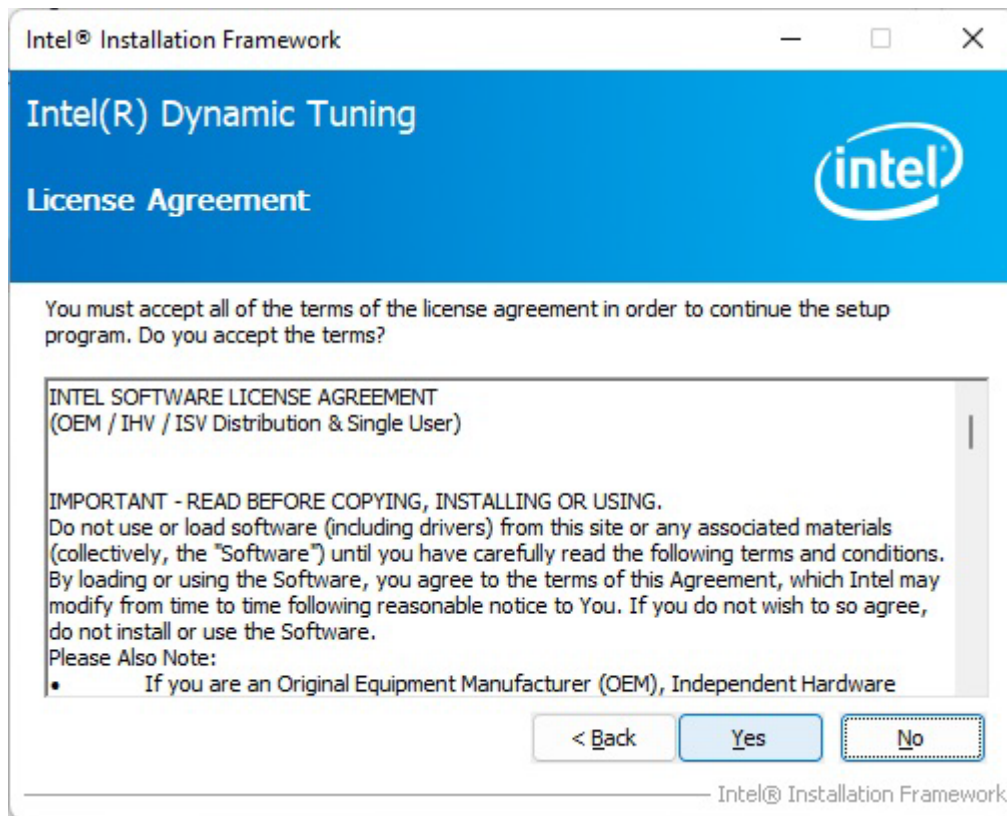 Intel® Installation Framework
Intel(R) Dynamic Tuning
intel
License Agreement
You must accept all of the terms of the license agreement in order to continue the setup
program. Do you accept the terms?
INTEL SOFTWARE LICENSE AGREEMENT
(OEM / IHV / ISV Distribution & Single User)
IMPORTANT - READ BEFORE COPYING, INSTALLING OR USING.
Do not use or load software (including drivers) from this site or any associated materials
(collectively, the "Software") until you have carefully read the following terms and conditions.
By loading or using the Software, you agree to the terms of this Agreement, which Intel may
modify from time to time following reasonable notice to You. If you do not wish to so agree,
do not install or use the Software.
Please Also Note:
• If you are an Original Equipment Manufacturer (OEM), Independent Hardware
< Back Yes No
Intel® Installation Framework